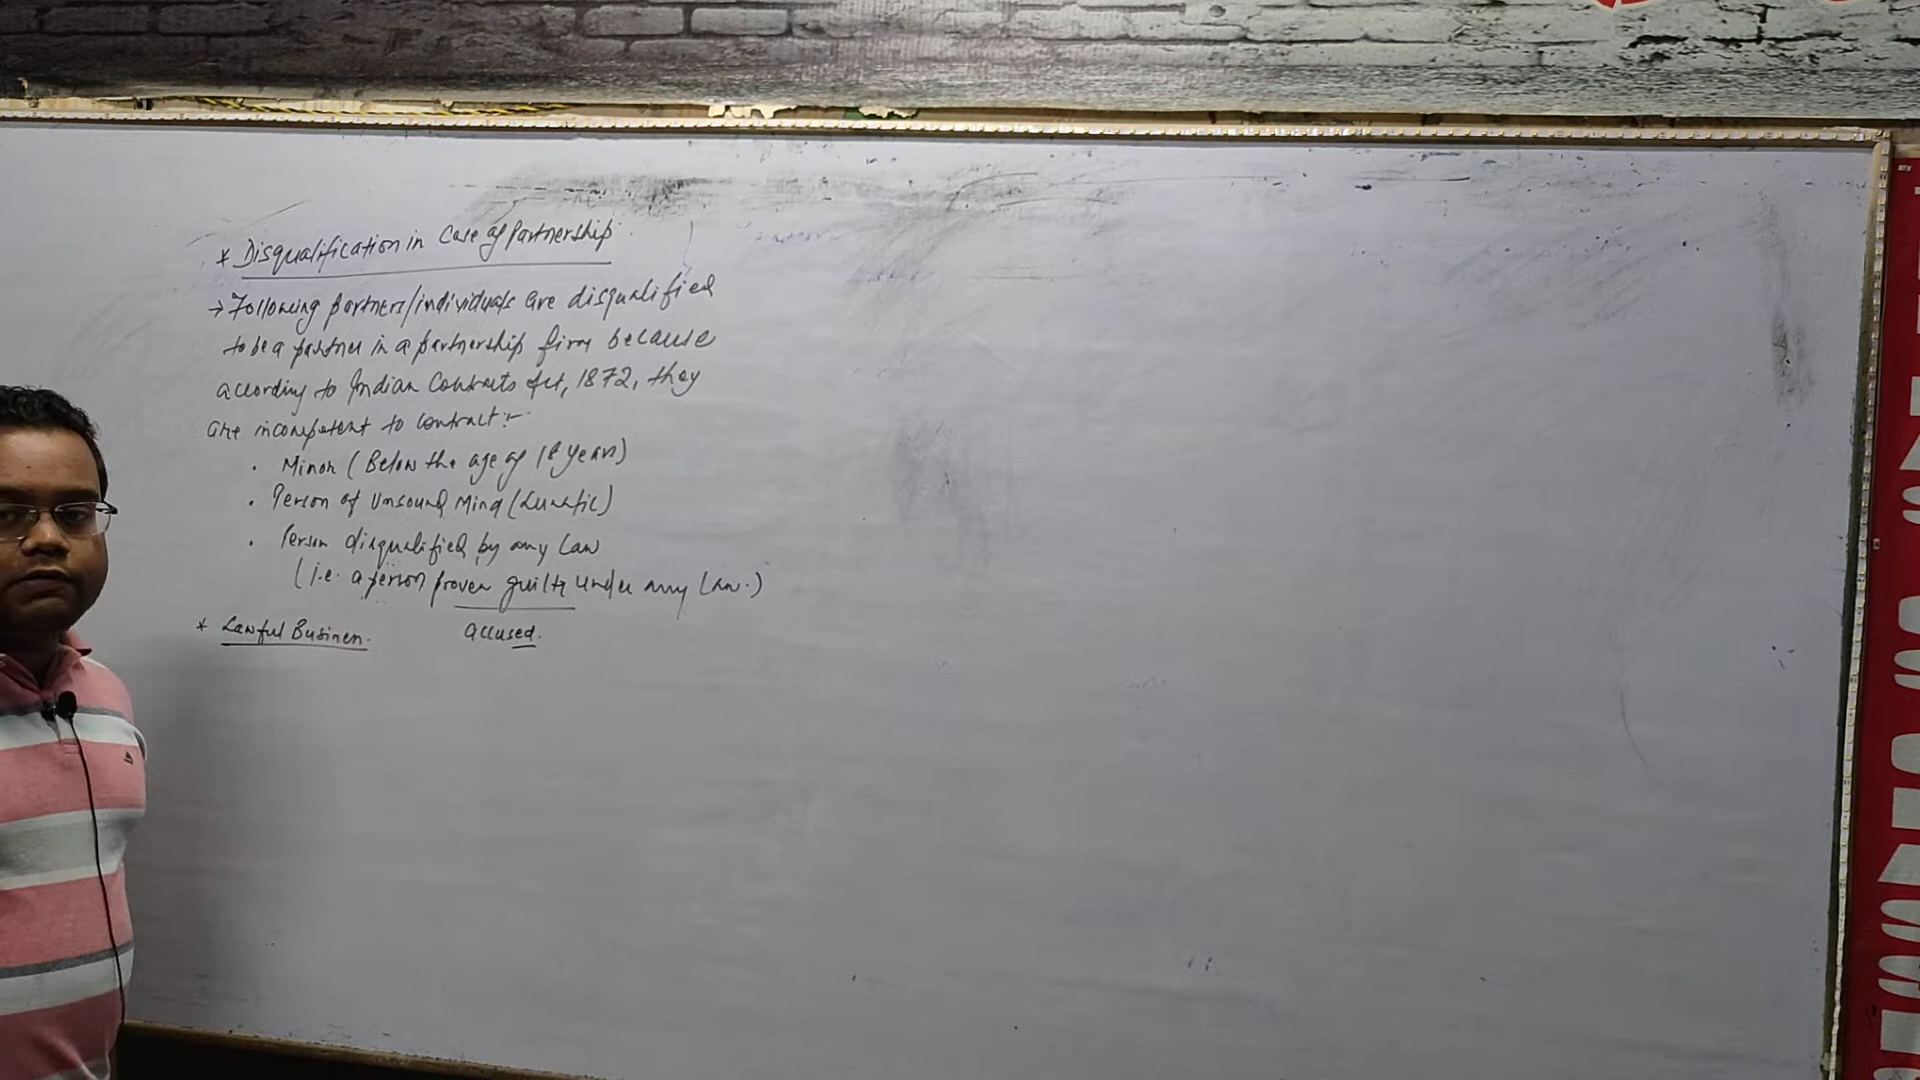 * Disqualification in Case of Partnership.
→ Following partners/individuals are disqualified
to be a partner in a partnership firm because
according to Indian Contracts Act, 1872, they
are incompetent to contract:-
• Minor (Below the age of 18 years)
• Person of Unsound Mind (Lunatic)
• Person disqualified by any Law
(i.e. a person proven guilty under any Law.)
* Lawful Business. accused.